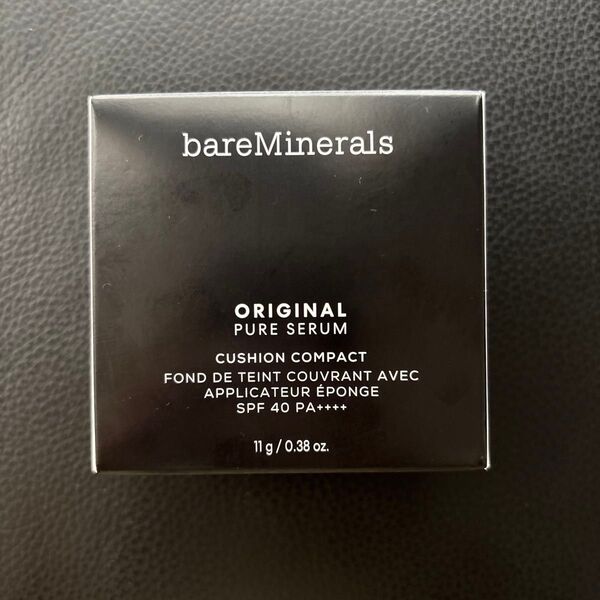 bareMinerals
ORIGINAL
PURE SERUM
CUSHION COMPACT
FOND DE TEINT COUVRANT AVEC
APPLICATEUR ÉPONGE
SPF 40 PA++++
11 g / 0.38 oz.